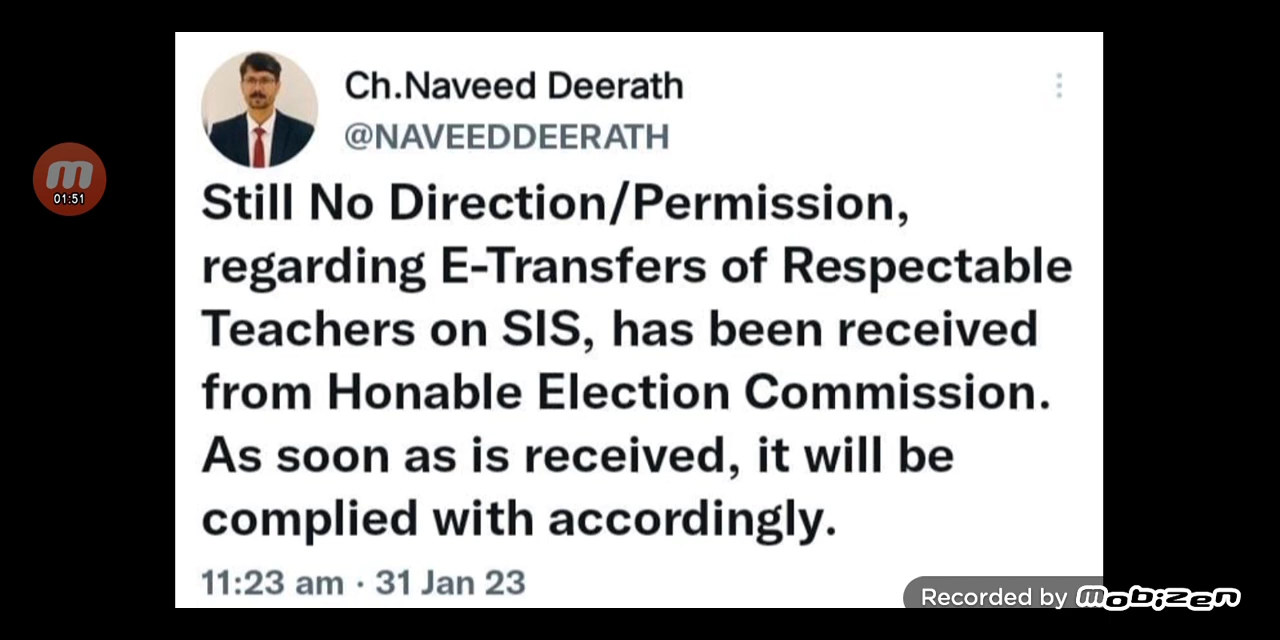 Ch.Naveed Deerath
@NAVEEDDEERATH
Still No Direction/Permission,
regarding E-Transfers of Respectable
Teachers on SIS, has been received
from Honable Election Commission.
As soon as is received, it will be
complied with accordingly.
11:23 am · 31 Jan 23
01:51
Recorded by mobizen